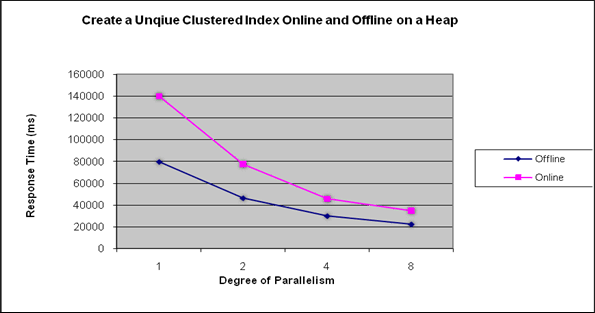 Create a Unqiue Clustered Index Online and Offline on a Heap
160000
140000
120000
100000
80000
60000
40000
20000
0
Response Time (ms)
1 2 4 8
Degree of Parallelism
Offline
Online